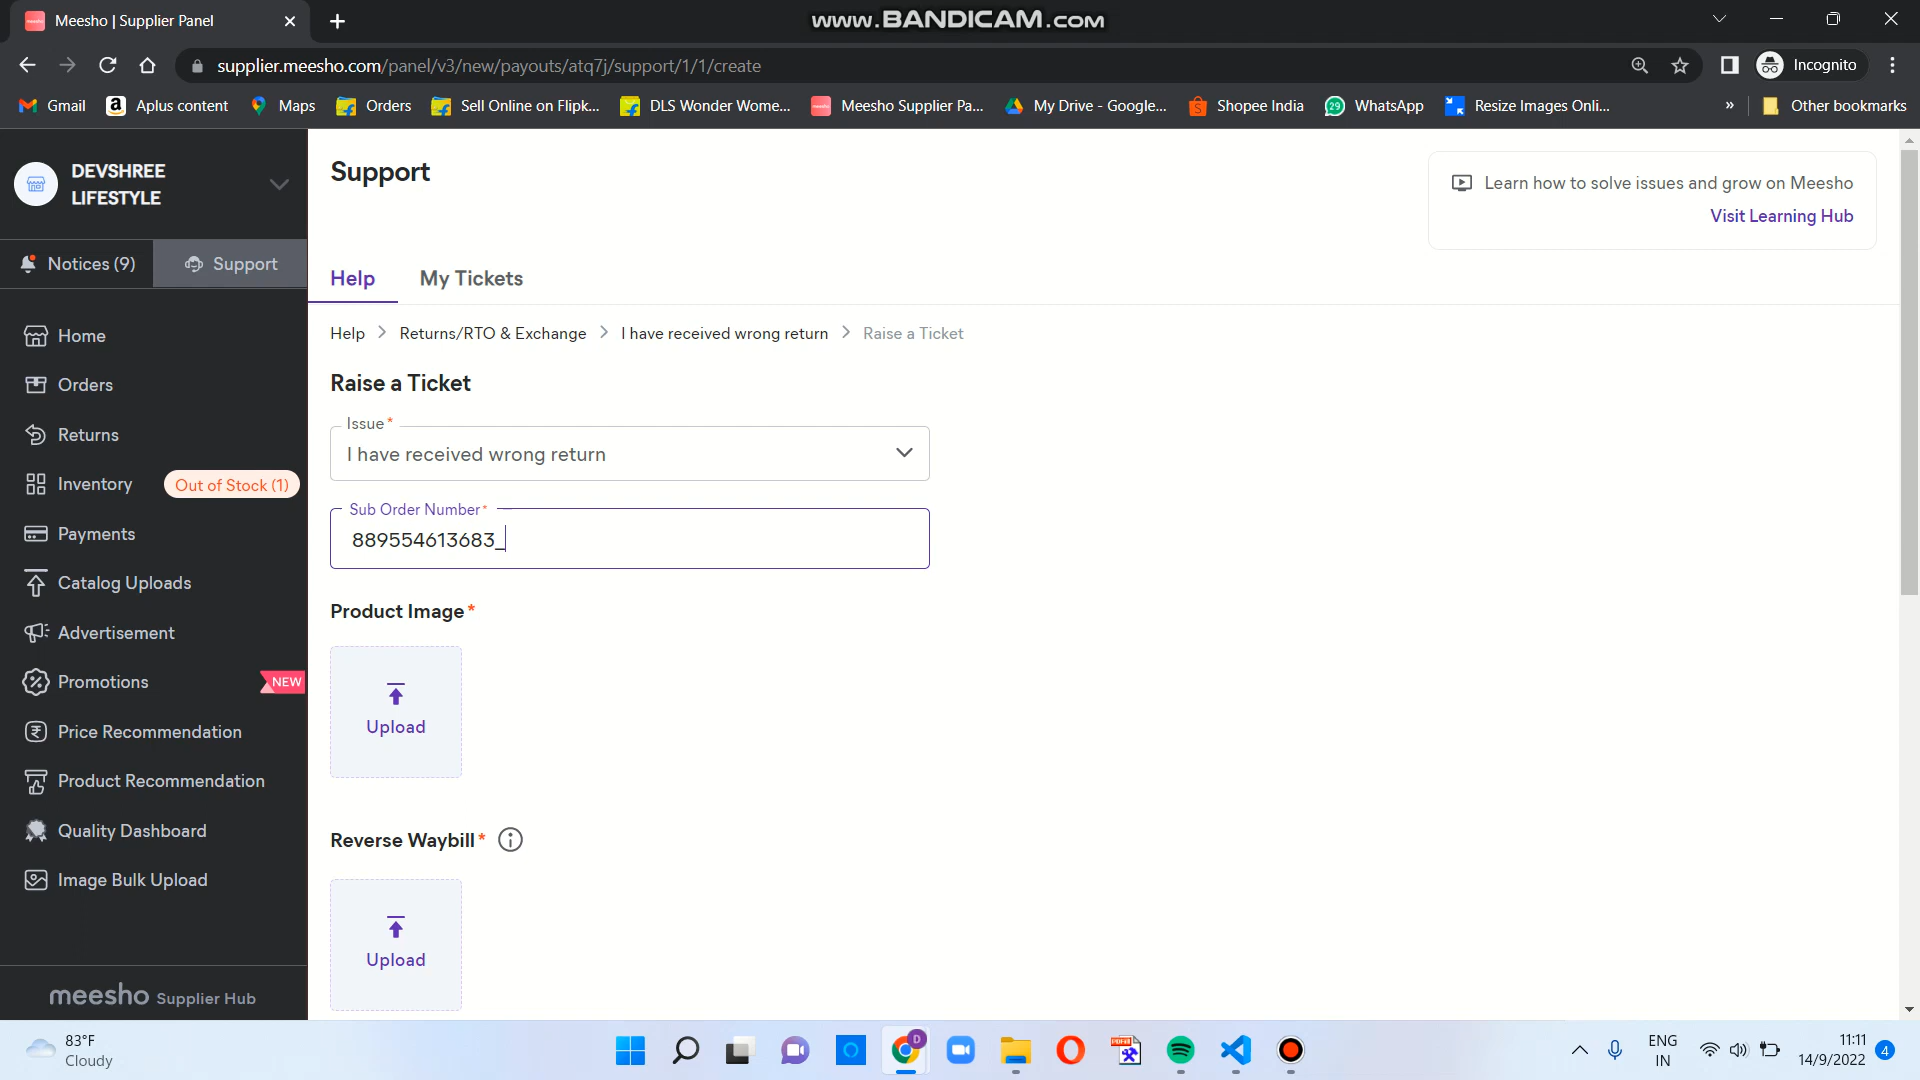 Meesho | Supplier Panel
www.BANDICAM.com
supplier.meesho.com/panel/v3/new/payouts/atq7j/support/1/1/create
Incognito
Gmail
Aplus content
Maps
Orders
Sell Online on Flipk...
DLS Wonder Wome...
Meesho Supplier Pa...
My Drive - Google...
Shopee India
WhatsApp
Resize Images Onli...
»
Other bookmarks
DEVSHREE
LIFESTYLE
Notices (9)
Support
Home
Orders
Returns
Inventory
Out of Stock (1)
Payments
Catalog Uploads
Advertisement
Promotions
NEW
Price Recommendation
Product Recommendation
Quality Dashboard
Image Bulk Upload
meesho Supplier Hub
Support
Learn how to solve issues and grow on Meesho
Visit Learning Hub
Help
My Tickets
Help > Returns/RTO & Exchange > I have received wrong return > Raise a Ticket
Raise a Ticket
Issue*
I have received wrong return
Sub Order Number*
889554613683_
Product Image*
Upload
Reverse Waybill*
Upload
83°F
Cloudy
ENG
IN
11:11
14/9/2022
4